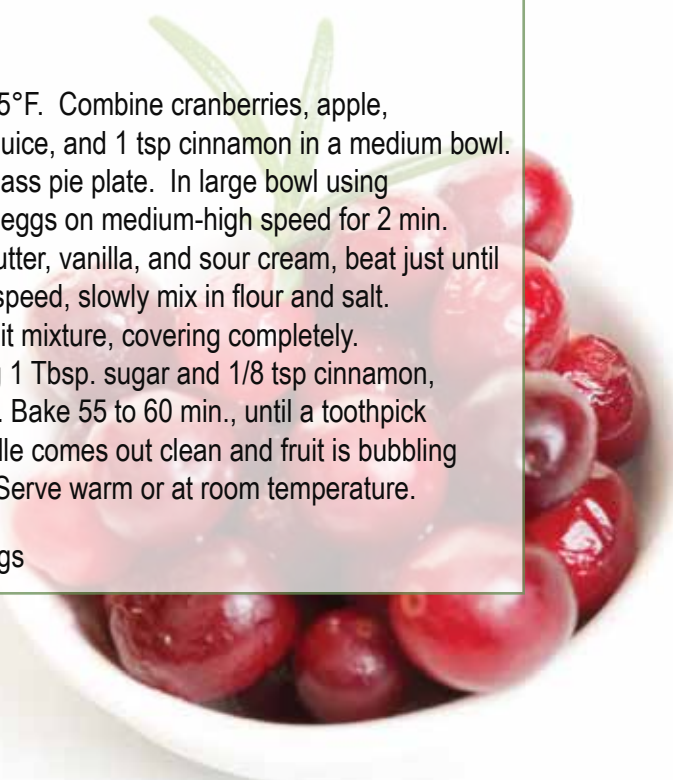 5°F. Combine cranberries, apple,
uice, and 1 tsp cinnamon in a medium bowl.
ass pie plate. In large bowl using
eggs on medium-high speed for 2 min.
utter, vanilla, and sour cream, beat just until
speed, slowly mix in flour and salt.
it mixture, covering completely.
1 Tbsp. sugar and 1/8 tsp cinnamon,
. Bake 55 to 60 min., until a toothpick
lle comes out clean and fruit is bubbling
Serve warm or at room temperature.
gs